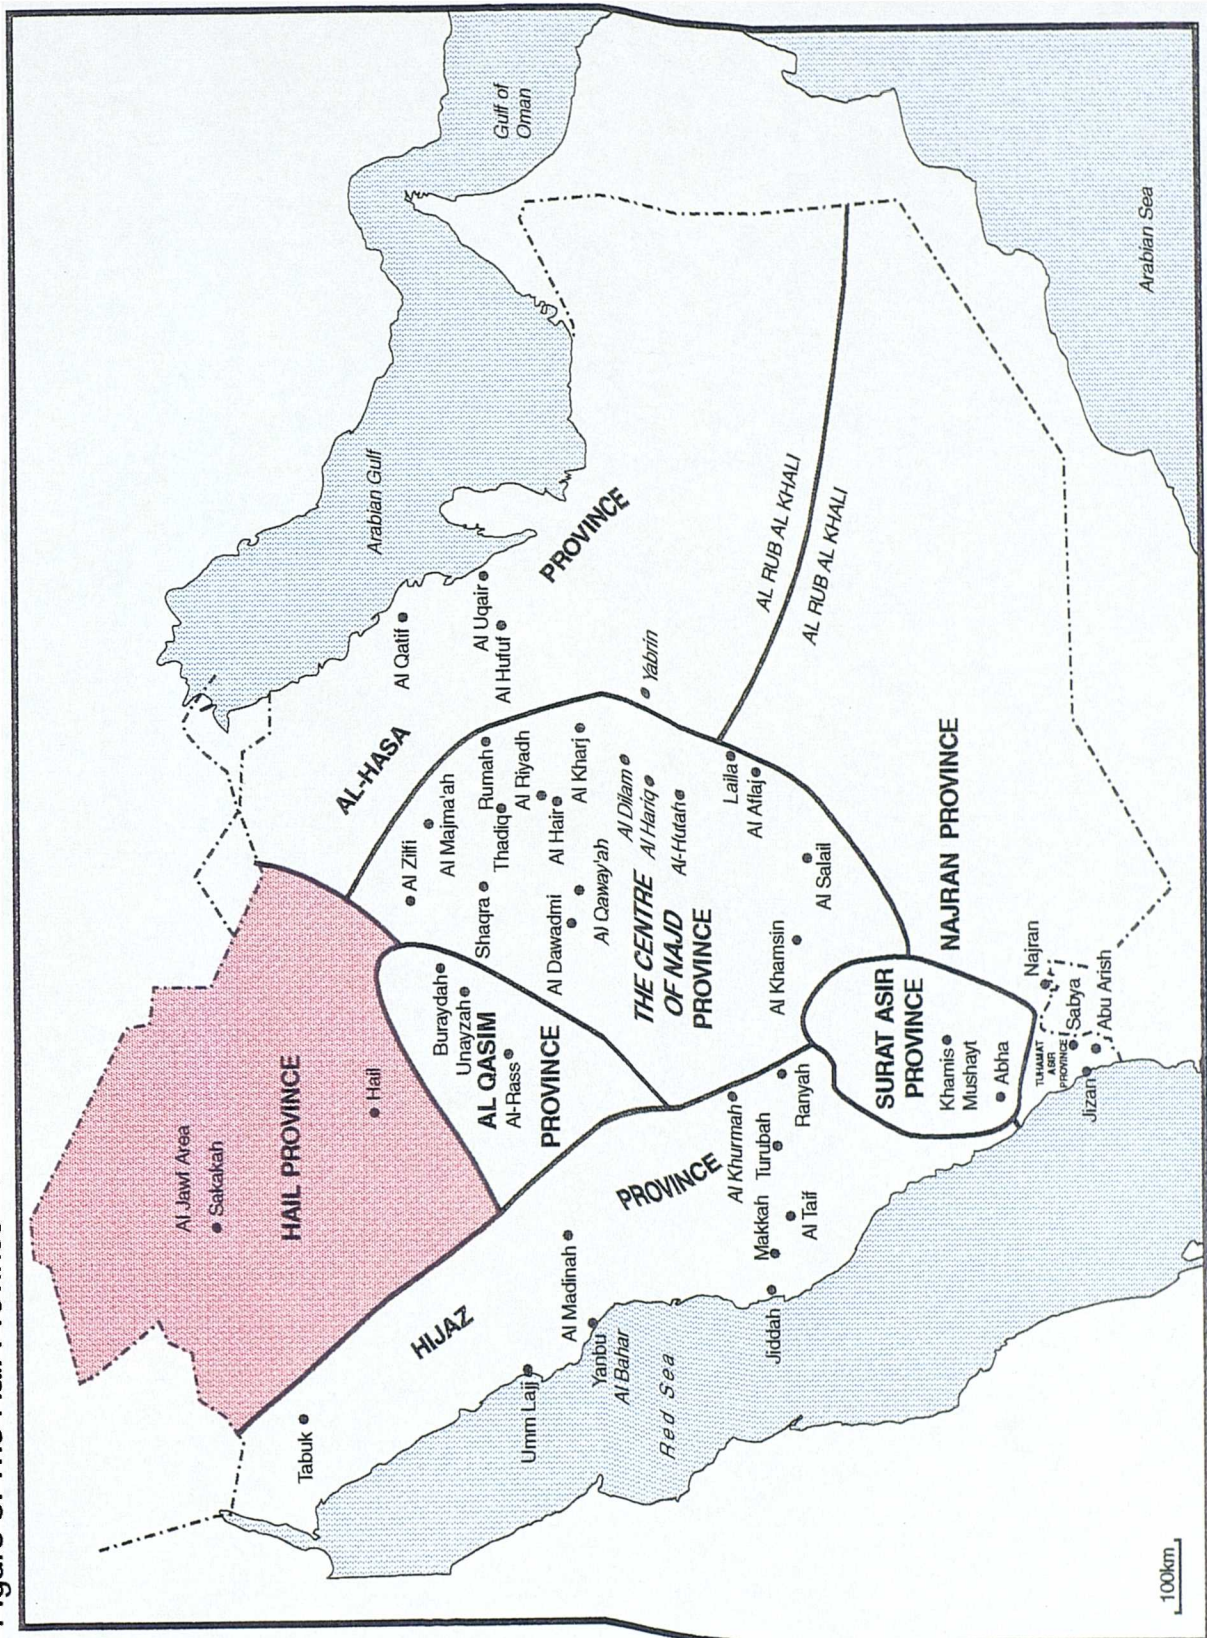 Gulf of
Oman
Arabian Gulf
Arabian Sea
Al Jawf Area
Sakakah
HAIL PROVINCE
Hail
AL-HASA
PROVINCE
Al Qatif
Al Uqair
Al Hufuf
Yabrin
AL RUB AL KHALI
AL RUB AL KHALI
Buraydah
Unayzah
AL QASIM
Al-Rass
PROVINCE
Al Zilfi
Al Majma'ah
Shaqra
Rumah
Thadiq
Al Riyadh
Al Hair
Al Kharj
Al Dawadmi
Al Qaway'ah
Al Dilam
Al Hariq
Al-Hutah
THE CENTRE
OF NAJD
PROVINCE
Laila
Al Aflaj
Al Salail
Al Khamsin
HIJAZ
PROVINCE
Tabuk
Umm Lajj
Al Madinah
Yanbu
Al Bahar
Red Sea
Jiddah
Makkah
Al Taif
Turubah
Al Khurmah
Ranyah
SURAT ASIR
PROVINCE
Khamis
Mushayt
Abha
NAJRAN PROVINCE
Najran
TUHAMAT
ASIR
PROVINCE
Sabya
Abu Arish
Jizan
100km